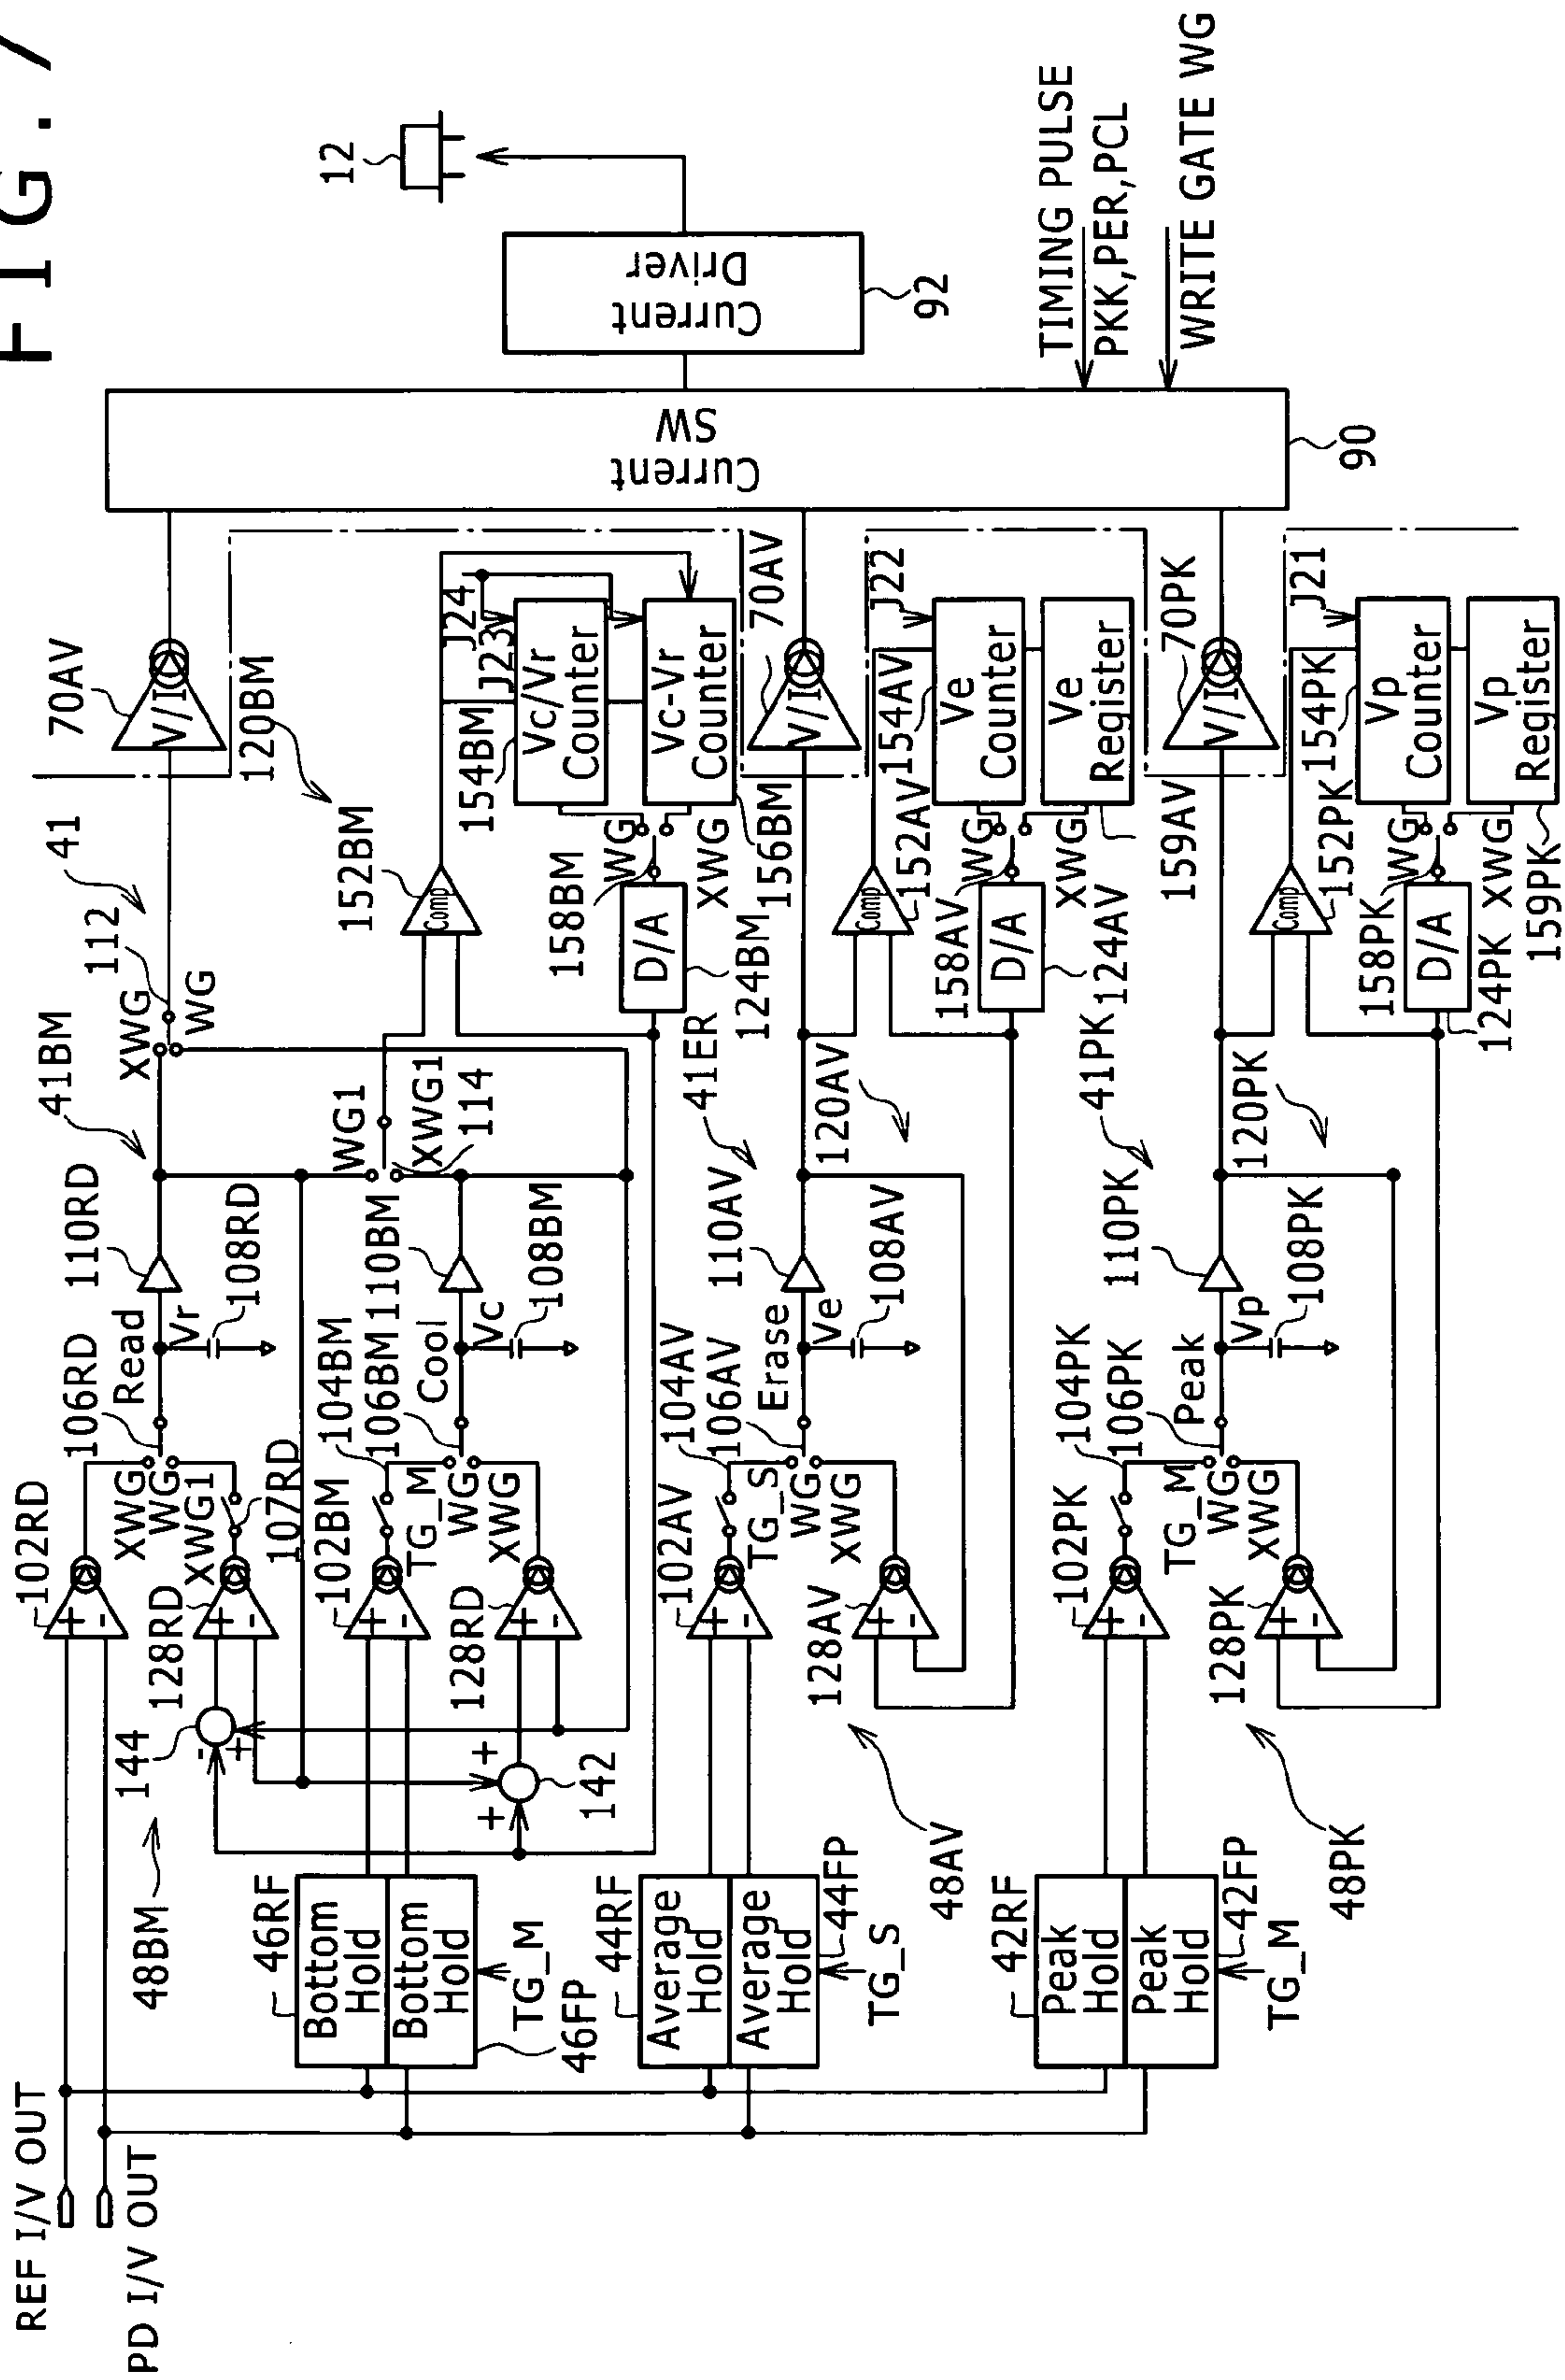 FIG. 7
REF I/V OUT
PD I/V OUT
102RD
106RD
Read
110RD
41BM
112
41
70AV
XWG
WG
XWG
WG
Vr
108RD
V/I
120BM
128RD
XWG1
107RD
144
-
+
48BM
46RF
Bottom
Hold
Bottom
Hold
TG_M
46FP
102BM
104BM
106BM
110BM
TG_M
WG
XWG
Cool
Vc
108BM
128RD
+
+
142
WG1
XWG1
114
152BM
Comp
J24
J23
154BM
Vc/Vr
Counter
Vc-Vr
Counter
156BM
158BM
WG
XWG
D/A
124BM
41ER
44RF
Average
Hold
Average
Hold
44FP
TG_S
102AV
104AV
106AV
TG_S
WG
XWG
Erase
110AV
Ve
108AV
120AV
128AV
48AV
70AV
V/I
152AV
Comp
J22
154AV
Ve
Counter
Ve
Register
159AV
158AV
WG
XWG
D/A
124AV
41PK
42RF
Peak
Hold
Peak
Hold
42FP
TG_M
102PK
104PK
106PK
TG_M
WG
XWG
Peak
110PK
Vp
108PK
120PK
128PK
48PK
70PK
V/I
152PK
Comp
J21
154PK
Vp
Counter
Vp
Register
159PK
158PK
WG
XWG
D/A
124PK
Current
SW
90
Current
Driver
92
12
TIMING PULSE
PKK,PER,PCL
WRITE GATE WG